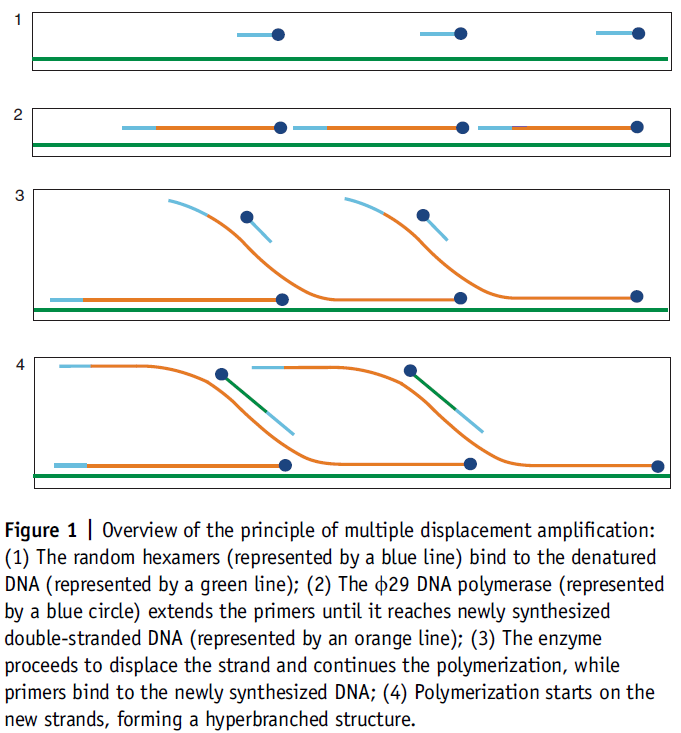 1
2
3
4
Figure 1 | Overview of the principle of multiple displacement amplification:
(1) The random hexamers (represented by a blue line) bind to the denatured
DNA (represented by a green line); (2) The ϕ29 DNA polymerase (represented
by a blue circle) extends the primers until it reaches newly synthesized
double-stranded DNA (represented by an orange line); (3) The enzyme
proceeds to displace the strand and continues the polymerization, while
primers bind to the newly synthesized DNA; (4) Polymerization starts on the
new strands, forming a hyperbranched structure.